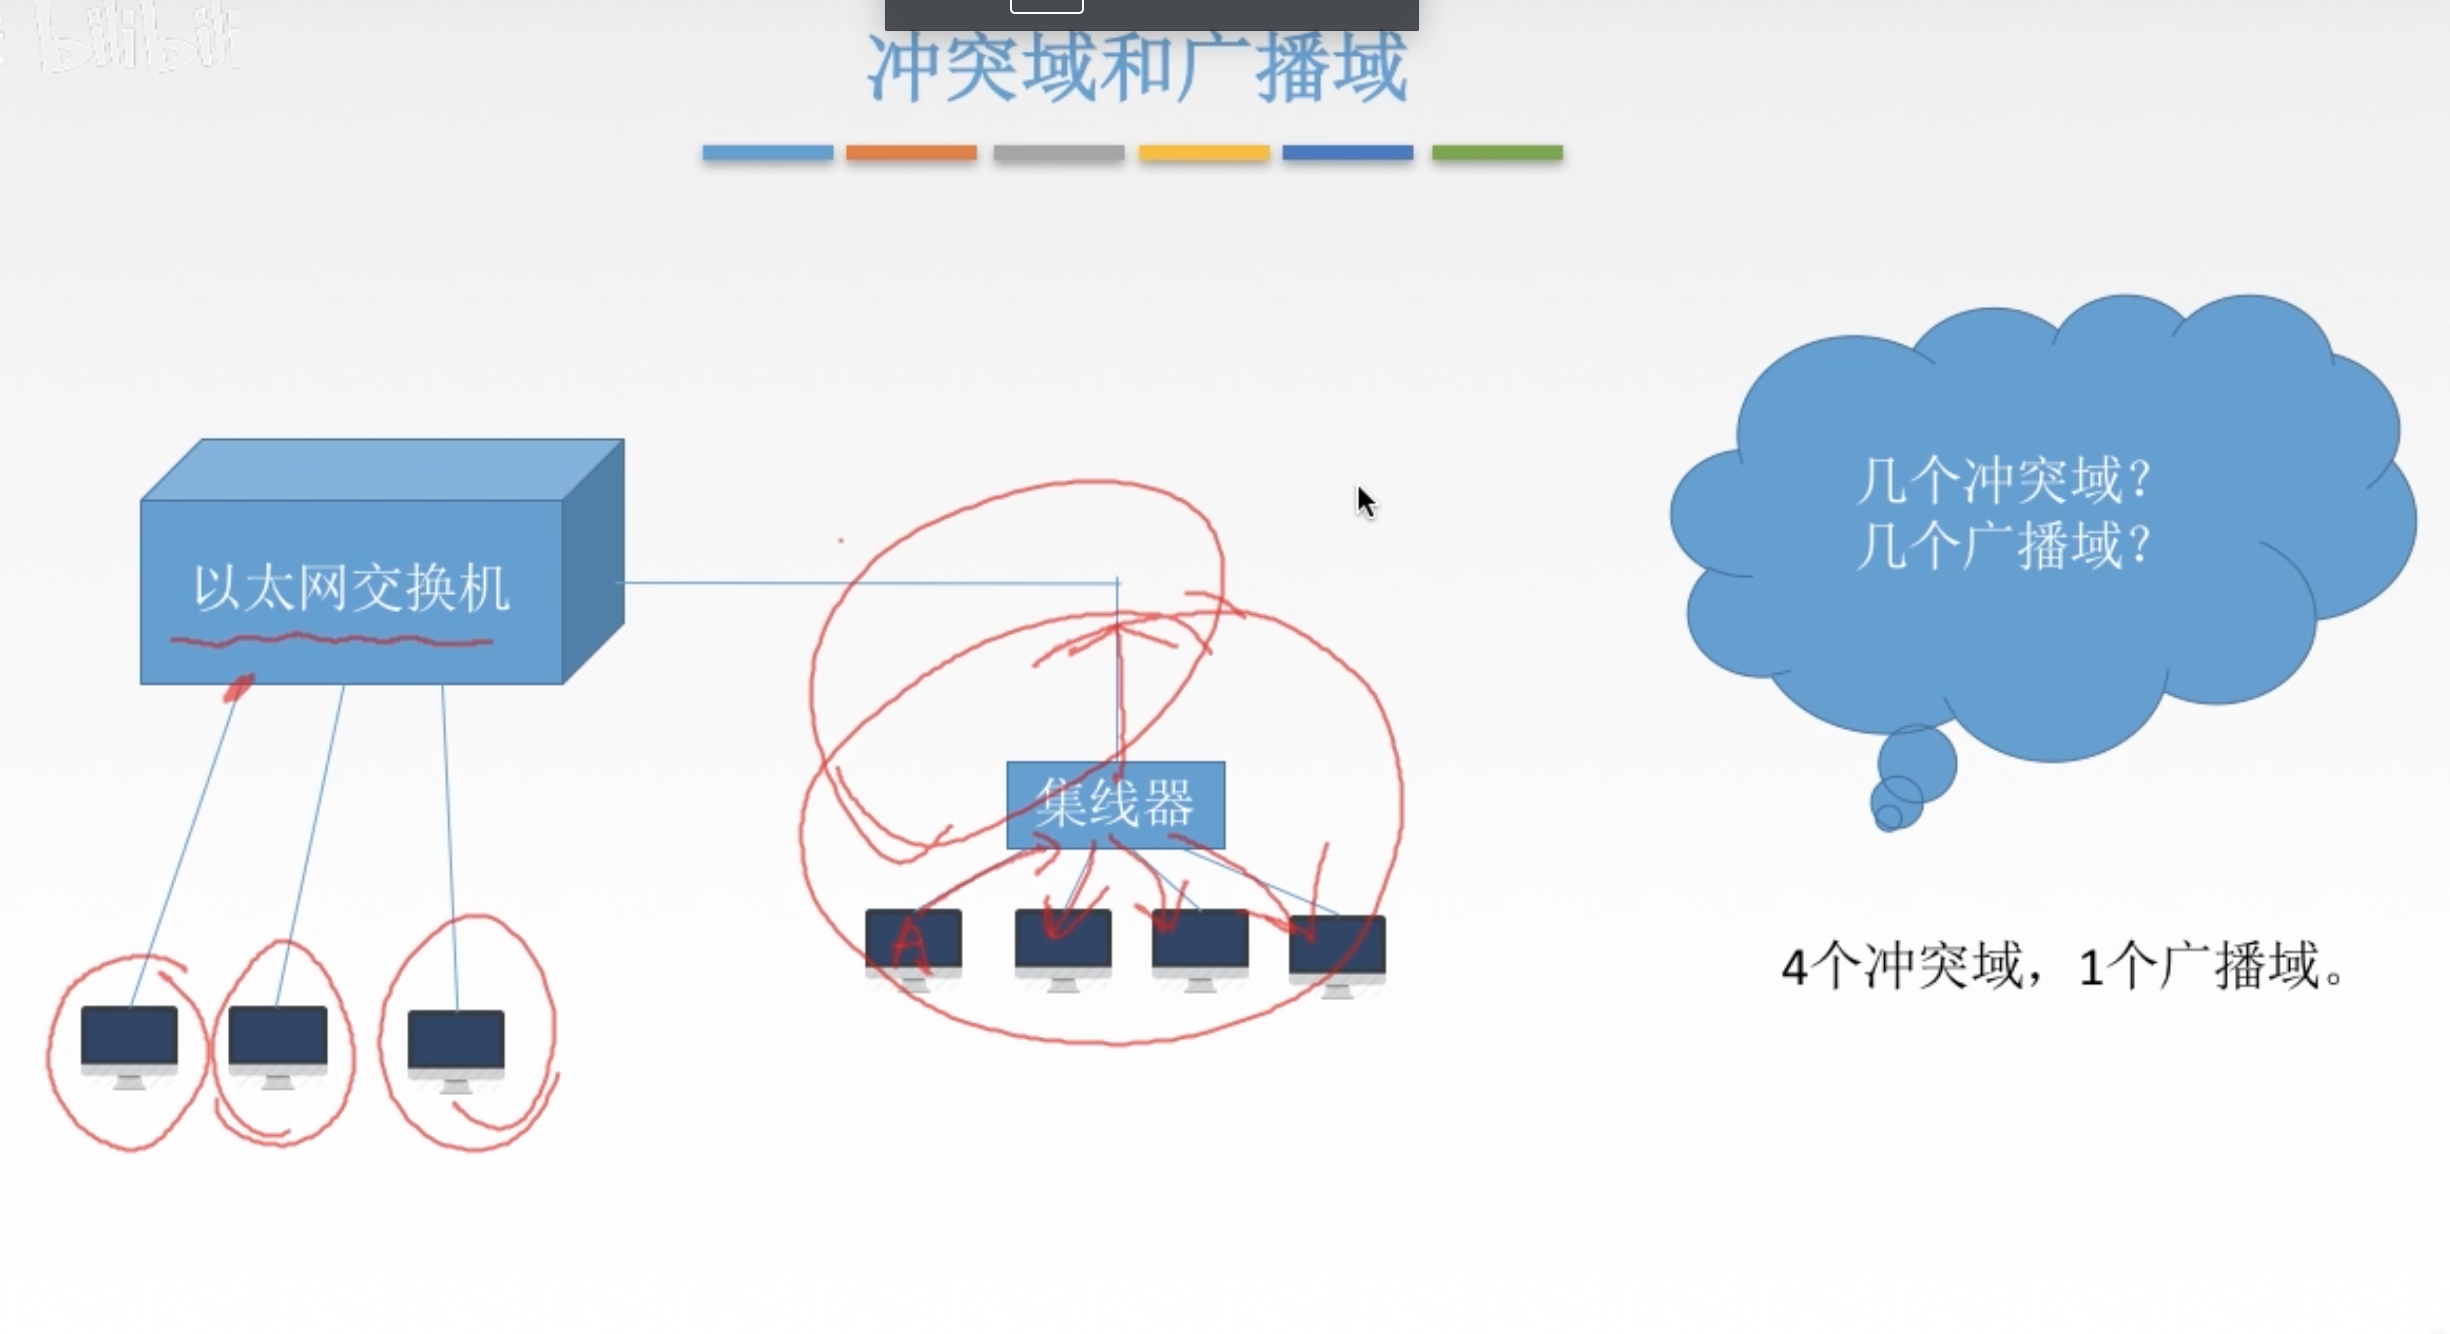 bilibili
冲突域和广播域
以太网交换机
集线器
A
几个冲突域？
几个广播域？
4个冲突域，1个广播域。